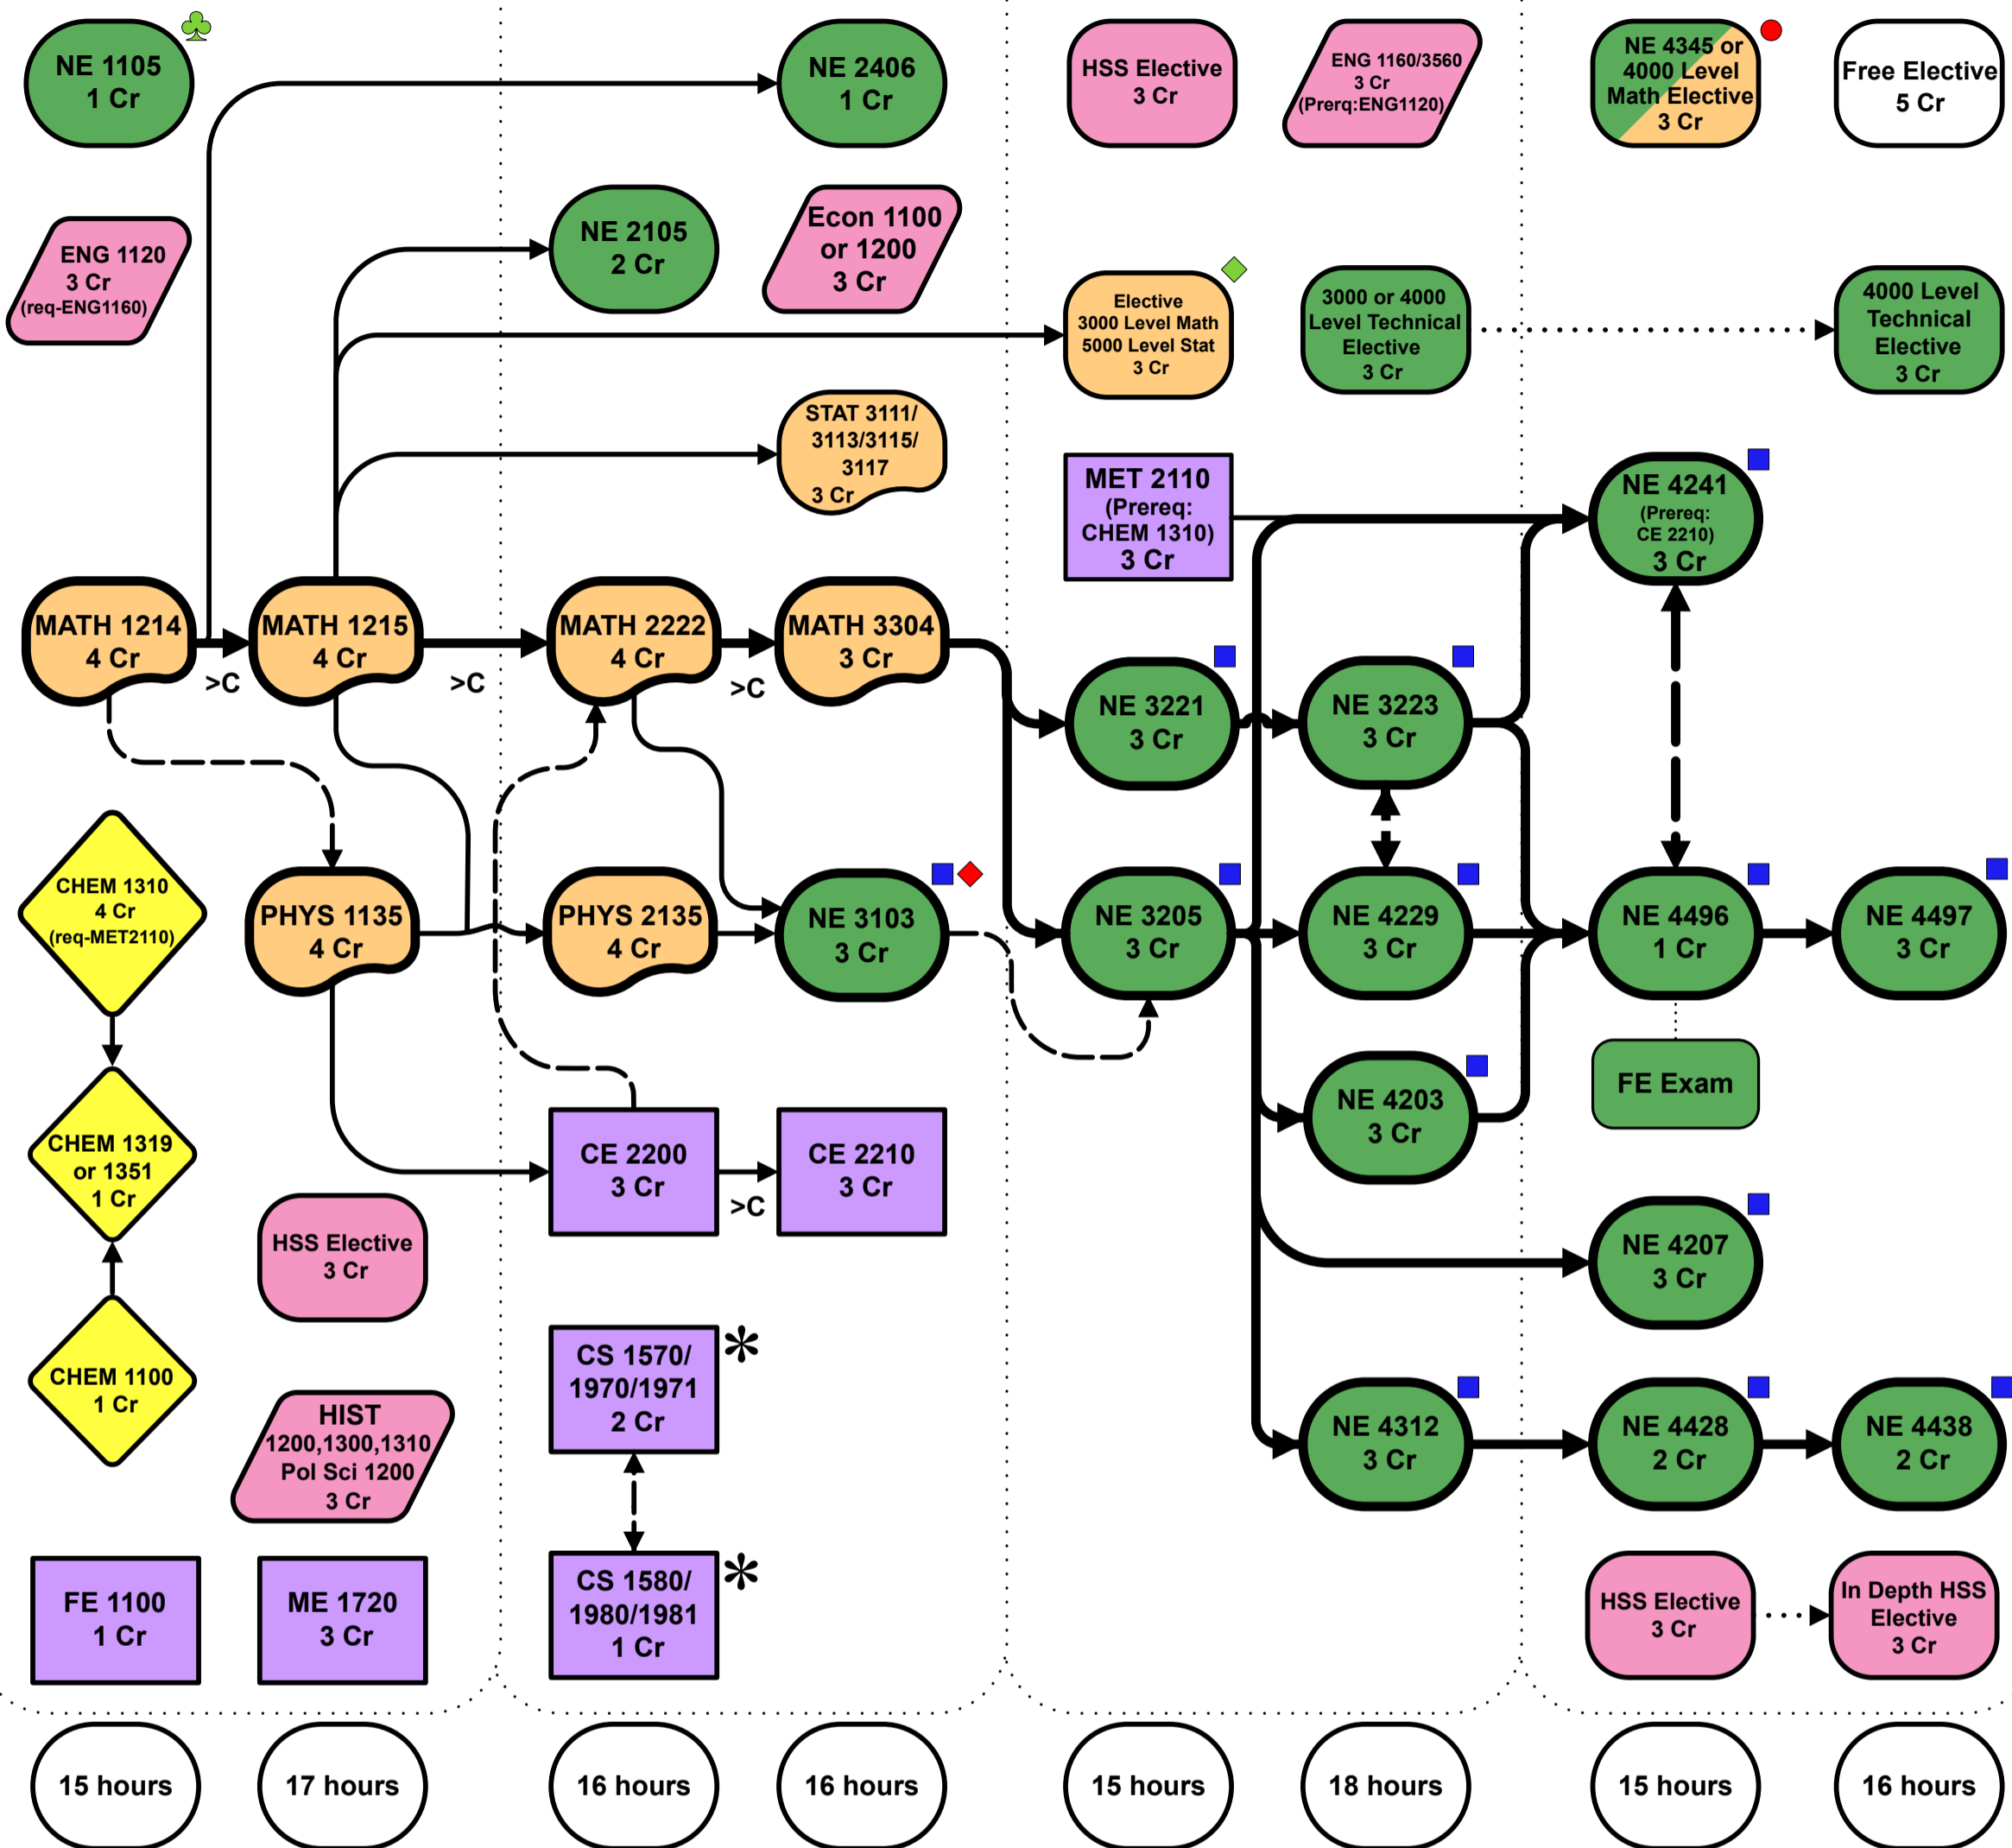 NE 1105
1 Cr
NE 2406
1 Cr
HSS Elective
3 Cr
ENG 1160/3560
3 Cr
(Prereq:ENG1120)
NE 4345 or
4000 Level
Math Elective
3 Cr
Free Elective
5 Cr
ENG 1120
3 Cr
(req-ENG1160)
NE 2105
2 Cr
Econ 1100
or 1200
3 Cr
Elective
3000 Level Math
5000 Level Stat
3 Cr
3000 or 4000
Level Technical
Elective
3 Cr
4000 Level
Technical
Elective
3 Cr
STAT 3111/
3113/3115/
3117
3 Cr
MET 2110
(Prereq:
CHEM 1310)
3 Cr
NE 4241
(Prereq:
CE 2210)
3 Cr
MATH 1214
4 Cr
>C
MATH 1215
4 Cr
>C
MATH 2222
4 Cr
>C
MATH 3304
3 Cr
NE 3221
3 Cr
NE 3223
3 Cr
CHEM 1310
4 Cr
(req-MET2110)
PHYS 1135
4 Cr
PHYS 2135
4 Cr
NE 3103
3 Cr
NE 3205
3 Cr
NE 4229
3 Cr
NE 4496
1 Cr
NE 4497
3 Cr
FE Exam
NE 4203
3 Cr
CHEM 1319
or 1351
1 Cr
CE 2200
3 Cr
>C
CE 2210
3 Cr
HSS Elective
3 Cr
NE 4207
3 Cr
CHEM 1100
1 Cr
CS 1570/
1970/1971
2 Cr
*
HIST
1200,1300,1310
Pol Sci 1200
3 Cr
NE 4312
3 Cr
NE 4428
2 Cr
NE 4438
2 Cr
FE 1100
1 Cr
ME 1720
3 Cr
CS 1580/
1980/1981
1 Cr
*
HSS Elective
3 Cr
In Depth HSS
Elective
3 Cr
15 hours
17 hours
16 hours
16 hours
15 hours
18 hours
15 hours
16 hours